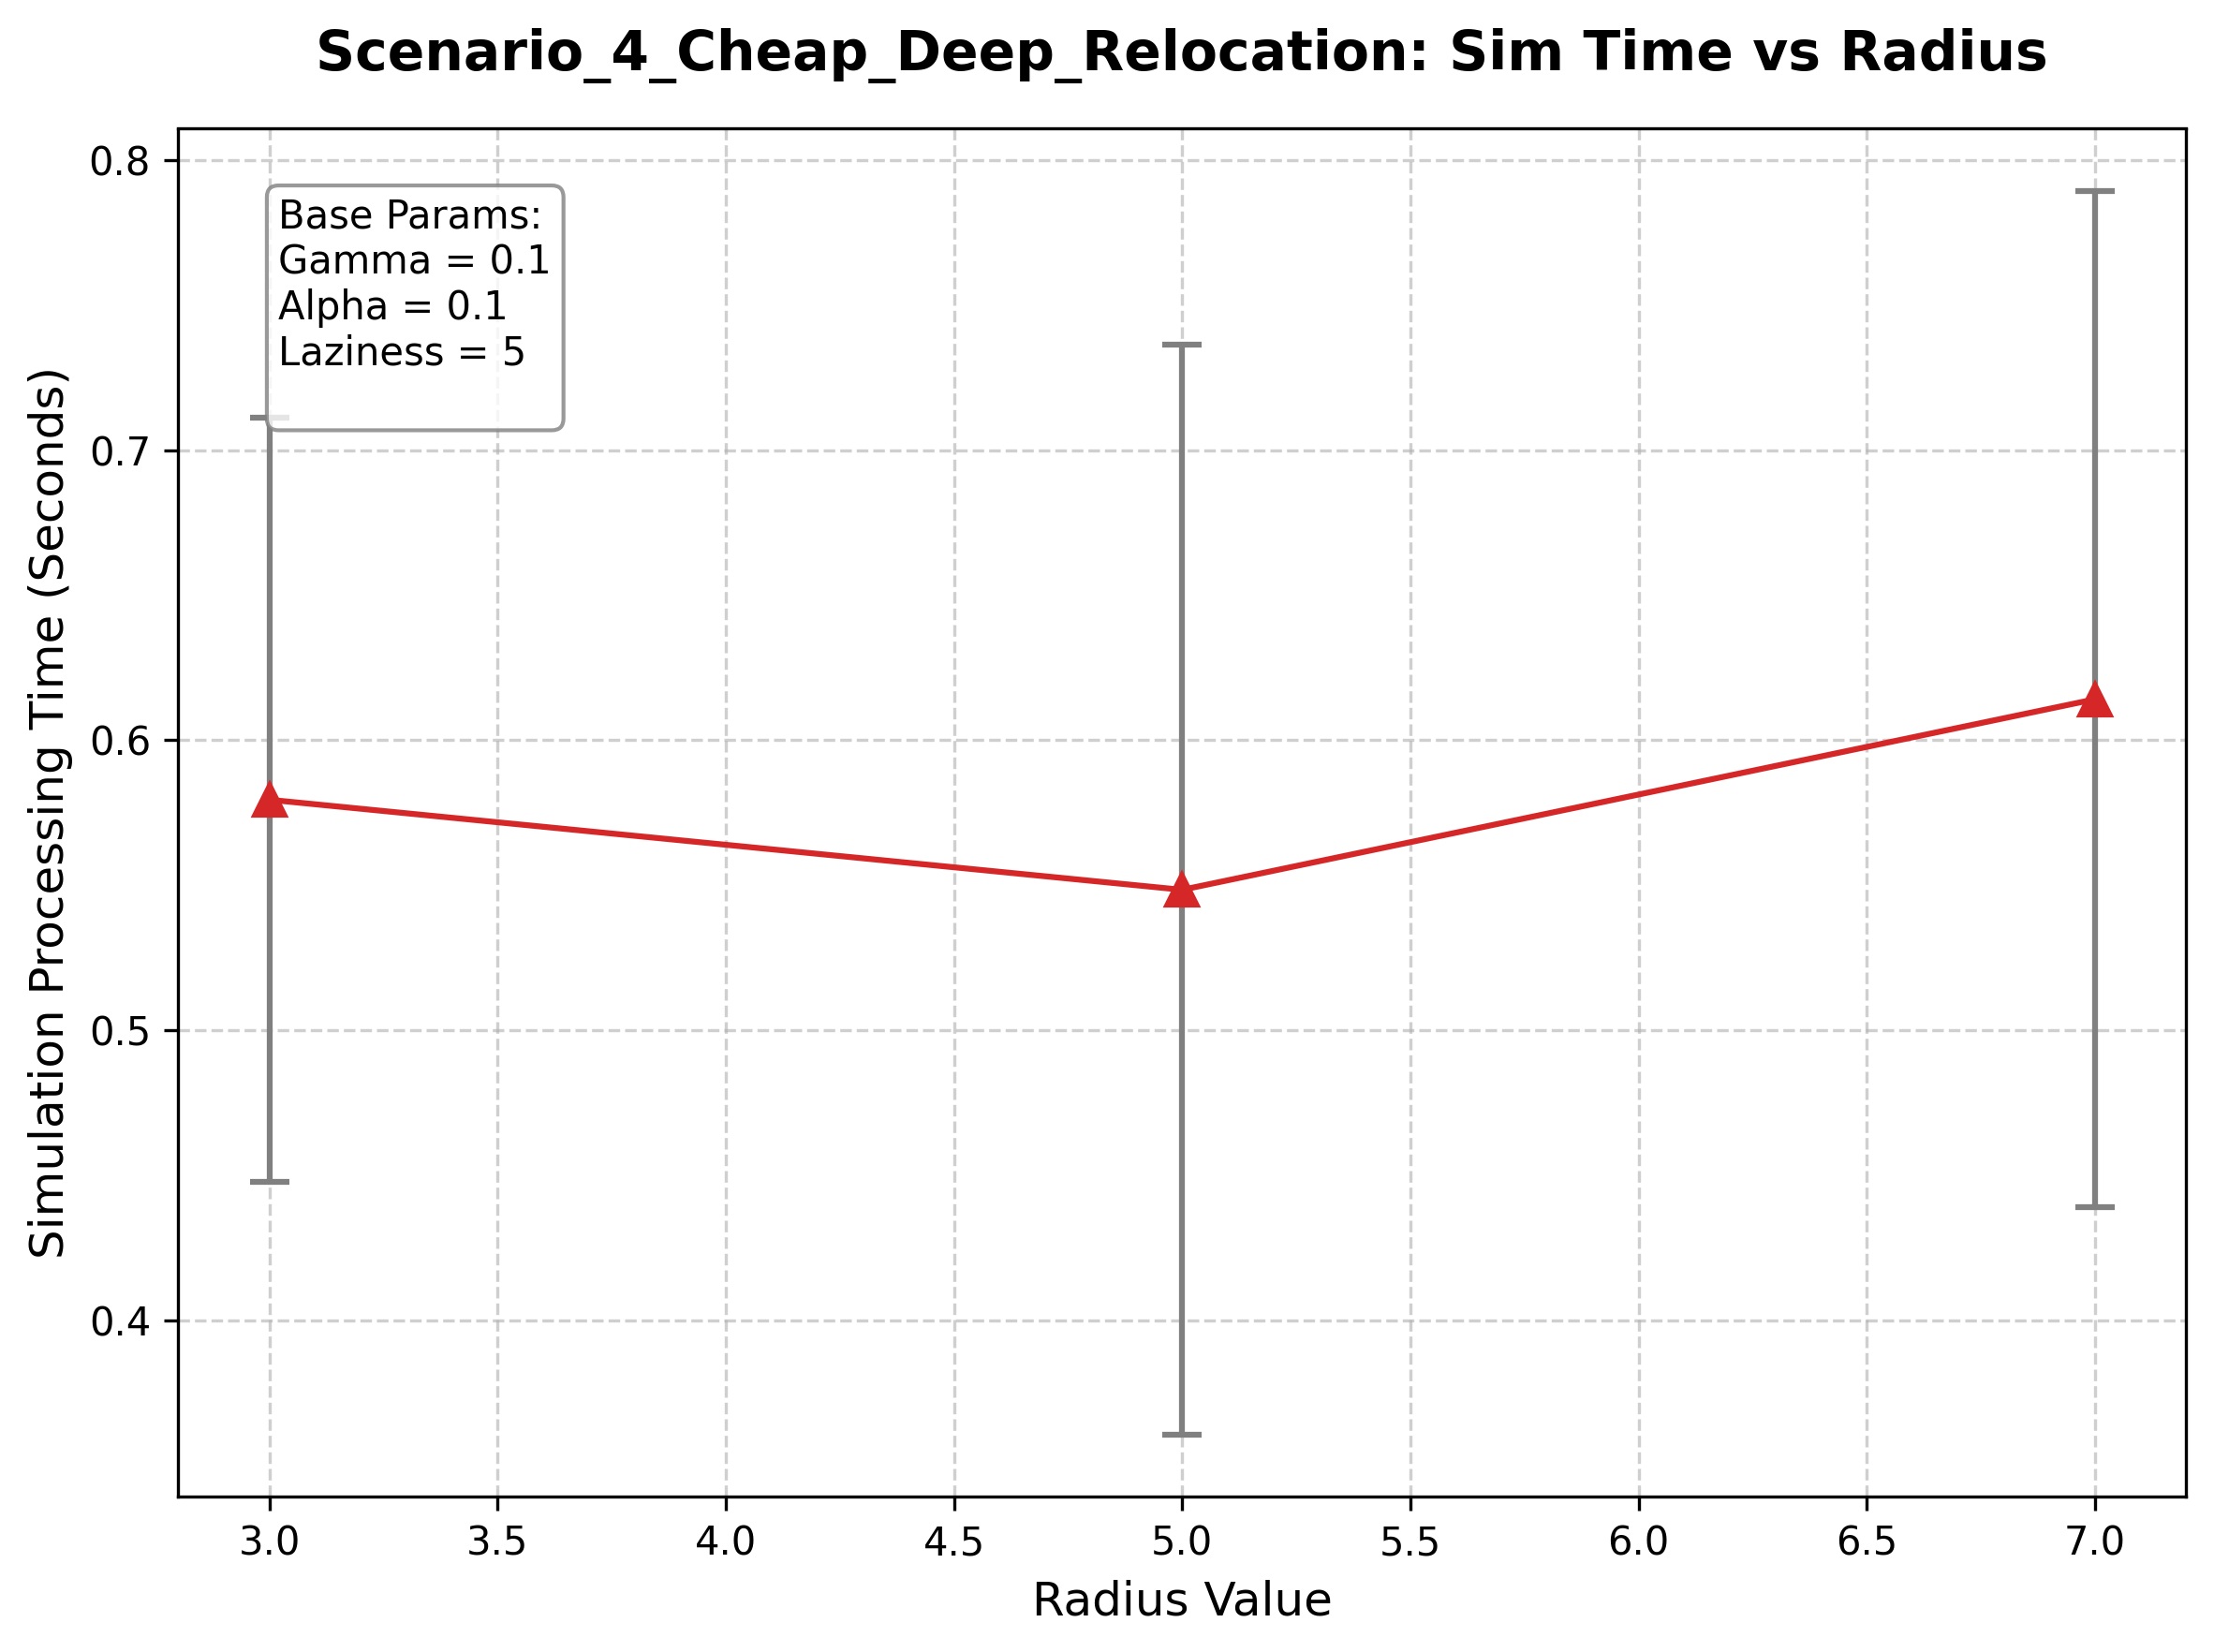 Scenario_4_Cheap_Deep_Relocation: Sim Time vs Radius
Base Params:
Gamma = 0.1
Alpha = 0.1
Laziness = 5
Simulation Processing Time (Seconds)
0.8
0.7
0.6
0.5
0.4
3.0 3.5 4.0 4.5 5.0 5.5 6.0 6.5 7.0
Radius Value